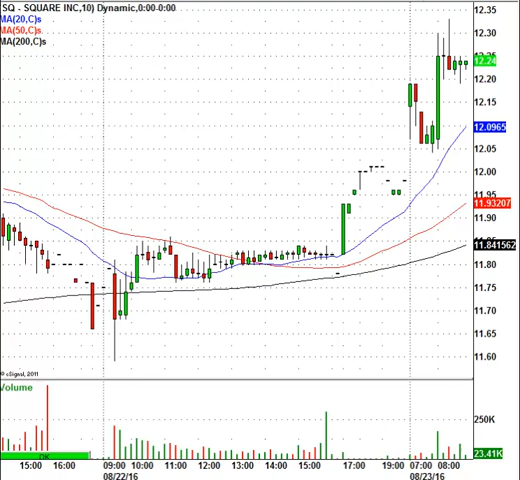 SQ - SQUARE INC,10) Dynamic,0:00-0:00
MA(20,C)s
MA(50,C)s
MA(200,C)s
12.35
12.30
12.25
12.24
12.20
12.15
12.10
12.0965
12.05
12.00
11.95
11.93207
11.90
11.841562
11.80
11.75
11.70
11.65
11.60
© eSignal, 2011
Volume
250K
23.41K
DK
15:00 16:00 09:00 10:00 11:00 12:00 13:00 14:00 15:00 17:00 19:00 07:00 08:00
08/22/16 08/23/16